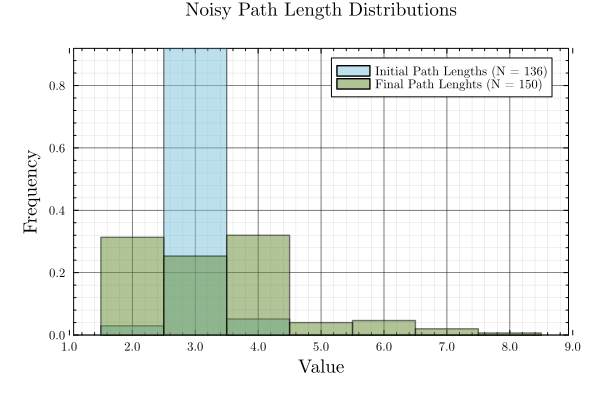 Noisy Path Length Distributions
Initial Path Lengths (N = 136)
Final Path Lenghts (N = 150)
Frequency
0.8
0.6
0.4
0.2
0.0
1.0 2.0 3.0 4.0 5.0 6.0 7.0 8.0 9.0
Value